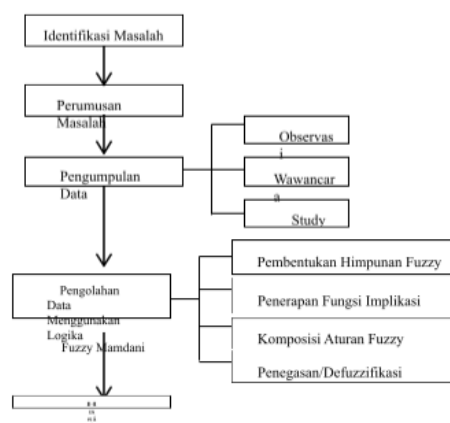 Identifikasi Masalah
Perumusan
Masalah
Pengumpulan
Data
Observas
i
Wawancar
a
Study
Pengolahan
Data
Menggunakan
Logika
Fuzzy Mamdani
Pembentukan Himpunan Fuzzy
Penerapan Fungsi Implikasi
Komposisi Aturan Fuzzy
Penegasan/Defuzzifikasi